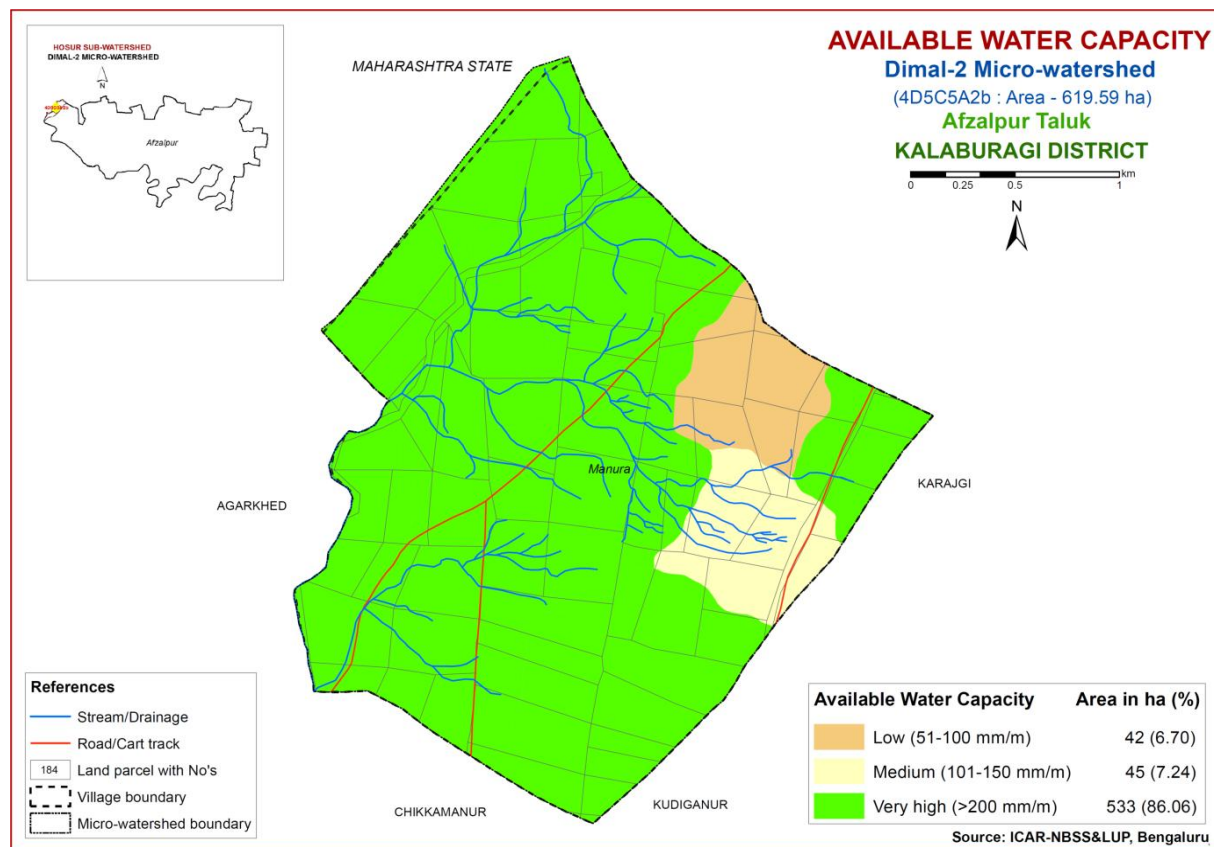 HOSUR SUB-WATERSHED
DIMAL-2 MICRO-WATERSHED
N
Afzalpur
AVAILABLE WATER CAPACITY
Dimal-2 Micro-watershed
(4D5C5A2b : Area - 619.59 ha)
Afzalpur Taluk
KALABURAGI DISTRICT
km
0 0.25 0.5 1
N
MAHARASHTRA STATE
Manura
AGARKHED
KARAJGI
CHIKKAMANUR
KUDIGANUR
References
Stream/Drainage
Road/Cart track
184 Land parcel with No's
Village boundary
Micro-watershed boundary
Available Water Capacity Area in ha (%)
Low (51-100 mm/m) 42 (6.70)
Medium (101-150 mm/m) 45 (7.24)
Very high (>200 mm/m) 533 (86.06)
Source: ICAR-NBSS&LUP, Bengaluru